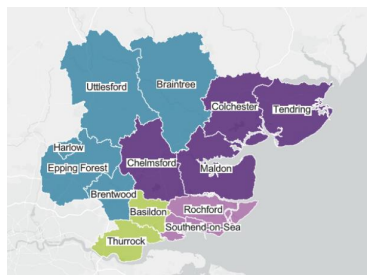 Uttlesford
Braintree
Colchester
Tendring
Harlow
Epping Forest
Chelmsford
Maldon
Brentwood
Basildon
Rochford
Southend-on-Sea
Thurrock